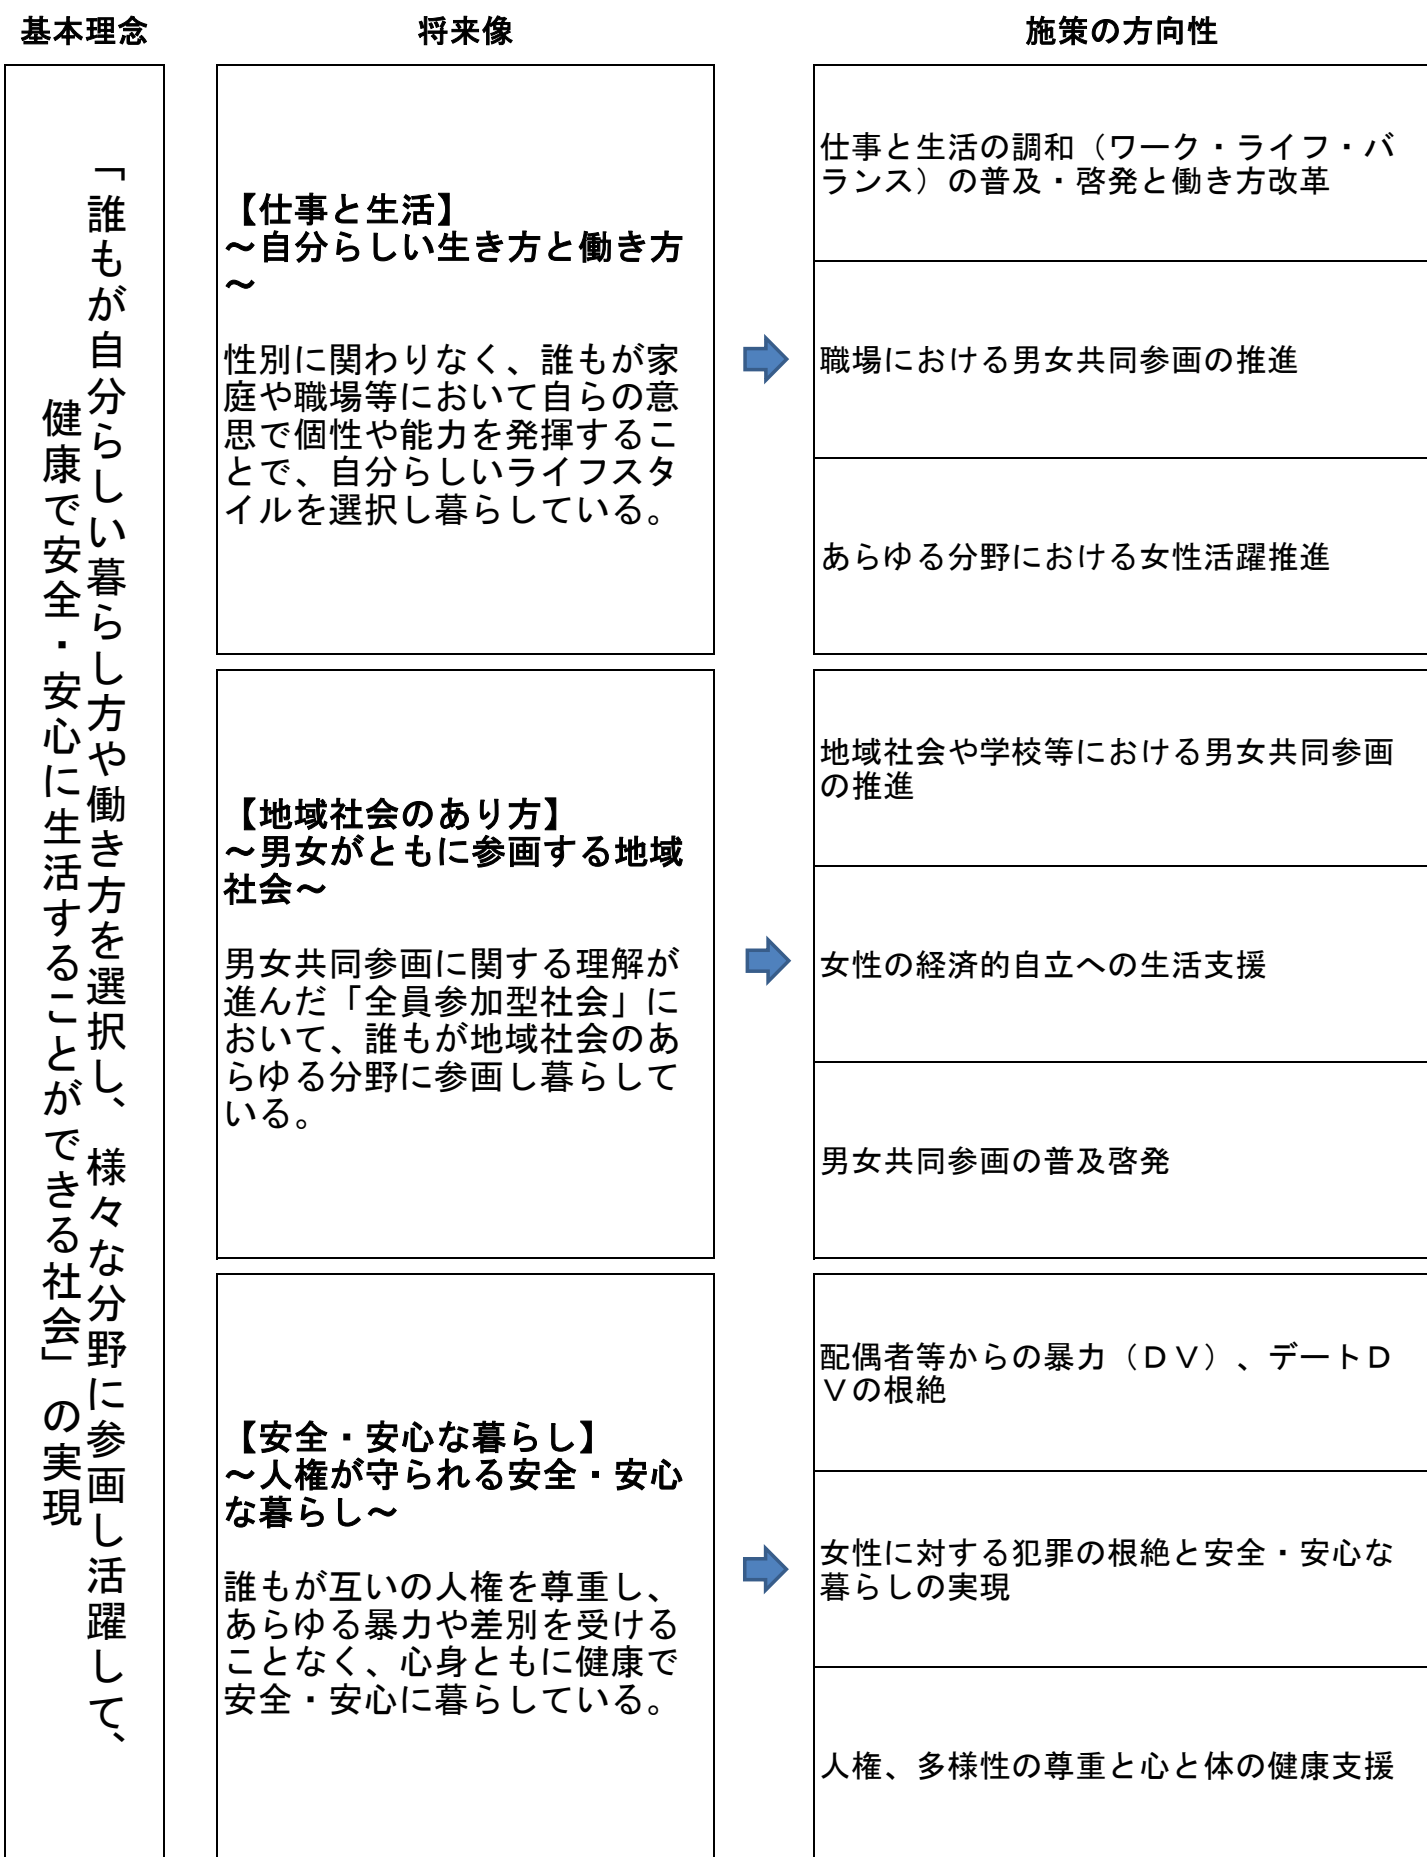 基本理念
将来像
施策の方向性
「誰もが自分らしい暮らし方や働き方を選択し、様々な分野に参画し活躍して、
健康で安全・安心に生活することができる社会」の実現
【仕事と生活】
～自分らしい生き方と働き方
～
性別に関わりなく、誰もが家
庭や職場等において自らの意
思で個性や能力を発揮するこ
とで、自分らしいライフスタ
イルを選択し暮らしている。
仕事と生活の調和（ワーク・ライフ・バ
ランス）の普及・啓発と働き方改革
職場における男女共同参画の推進
あらゆる分野における女性活躍推進
【地域社会のあり方】
～男女がともに参画する地域
社会～
男女共同参画に関する理解が
進んだ「全員参加型社会」に
おいて、誰もが地域社会のあ
らゆる分野に参画し暮らして
いる。
地域社会や学校等における男女共同参画
の推進
女性の経済的自立への生活支援
男女共同参画の普及啓発
【安全・安心な暮らし】
～人権が守られる安全・安心
な暮らし～
誰もが互いの人権を尊重し、
あらゆる暴力や差別を受ける
ことなく、心身ともに健康で
安全・安心に暮らしている。
配偶者等からの暴力（ＤＶ）、デートＤ
Ｖの根絶
女性に対する犯罪の根絶と安全・安心な
暮らしの実現
人権、多様性の尊重と心と体の健康支援